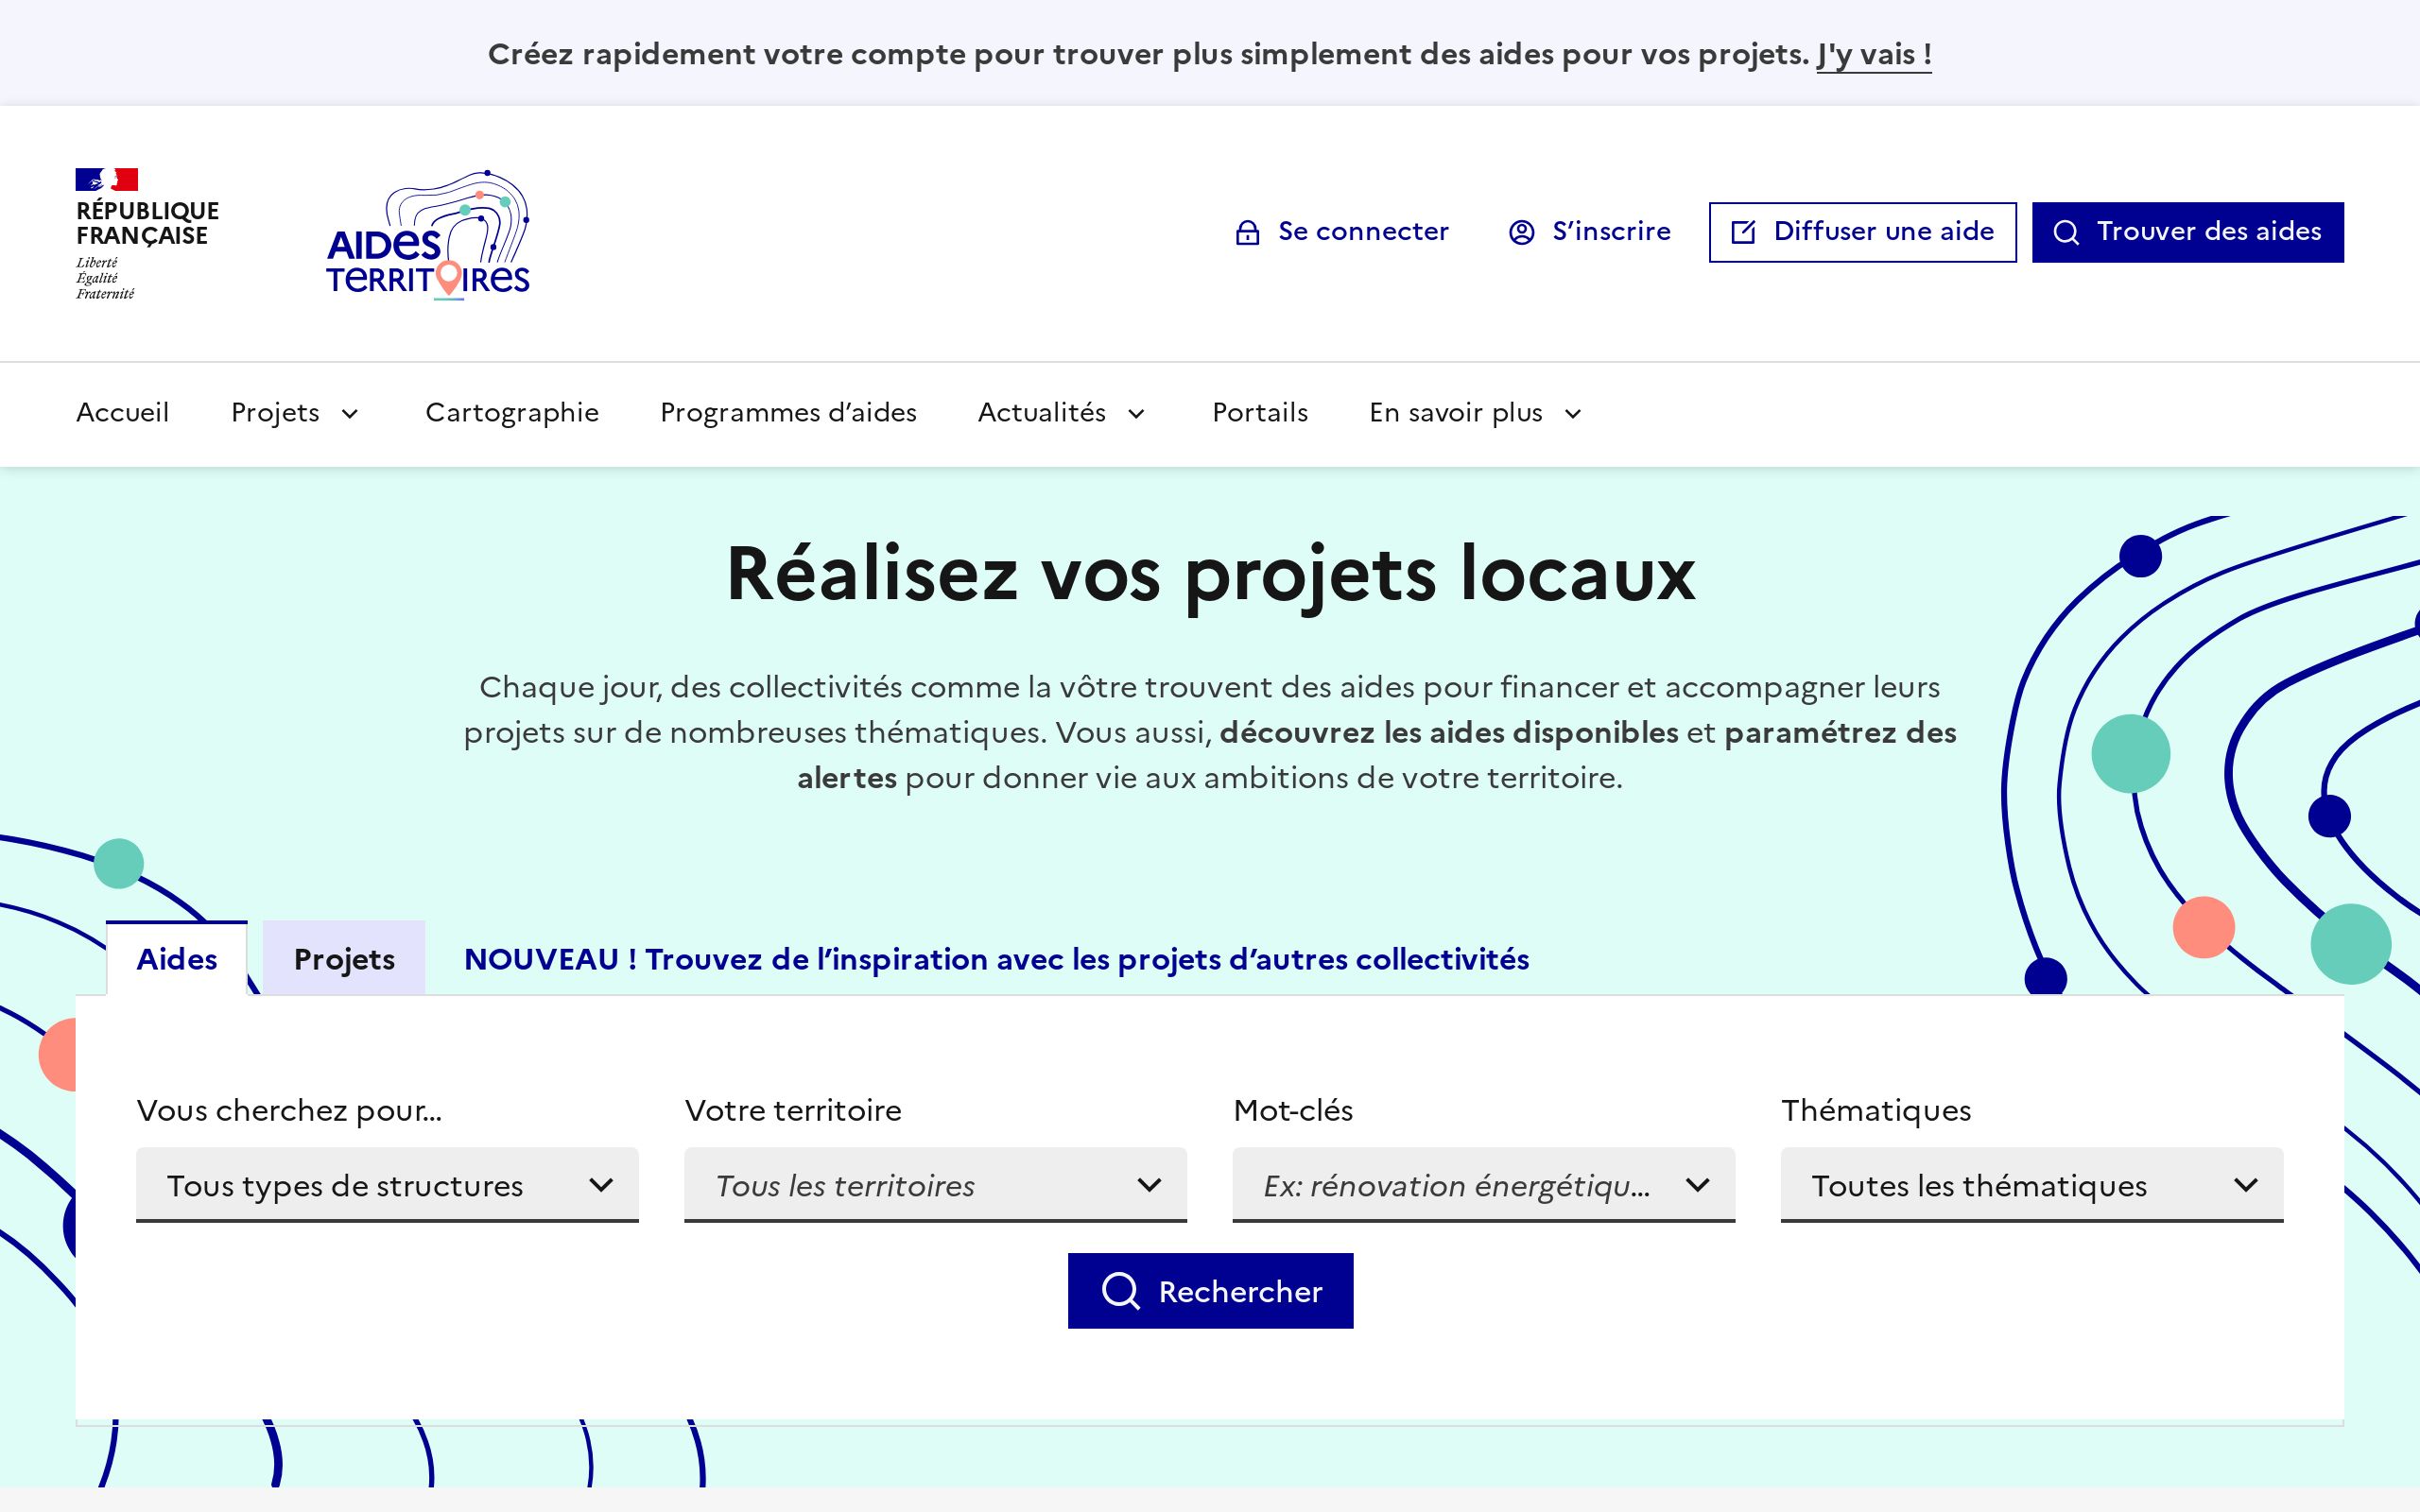 Créez rapidement votre compte pour trouver plus simplement des aides pour vos projets. J'y vais !
RÉPUBLIQUE
FRANÇAISE
Liberté
Égalité
Fraternité
AIDES
TERRITOIRES
Se connecter
S’inscrire
Diffuser une aide
Trouver des aides
Accueil
Projets
Cartographie
Programmes d’aides
Actualités
Portails
En savoir plus
Réalisez vos projets locaux
Chaque jour, des collectivités comme la vôtre trouvent des aides pour financer et accompagner leurs
projets sur de nombreuses thématiques. Vous aussi, découvrez les aides disponibles et paramétrez des
alertes pour donner vie aux ambitions de votre territoire.
Aides
Projets
NOUVEAU ! Trouvez de l’inspiration avec les projets d’autres collectivités
Vous cherchez pour...
Votre territoire
Mot-clés
Thématiques
Tous types de structures
Tous les territoires
Ex: rénovation énergétiqu...
Toutes les thématiques
Rechercher